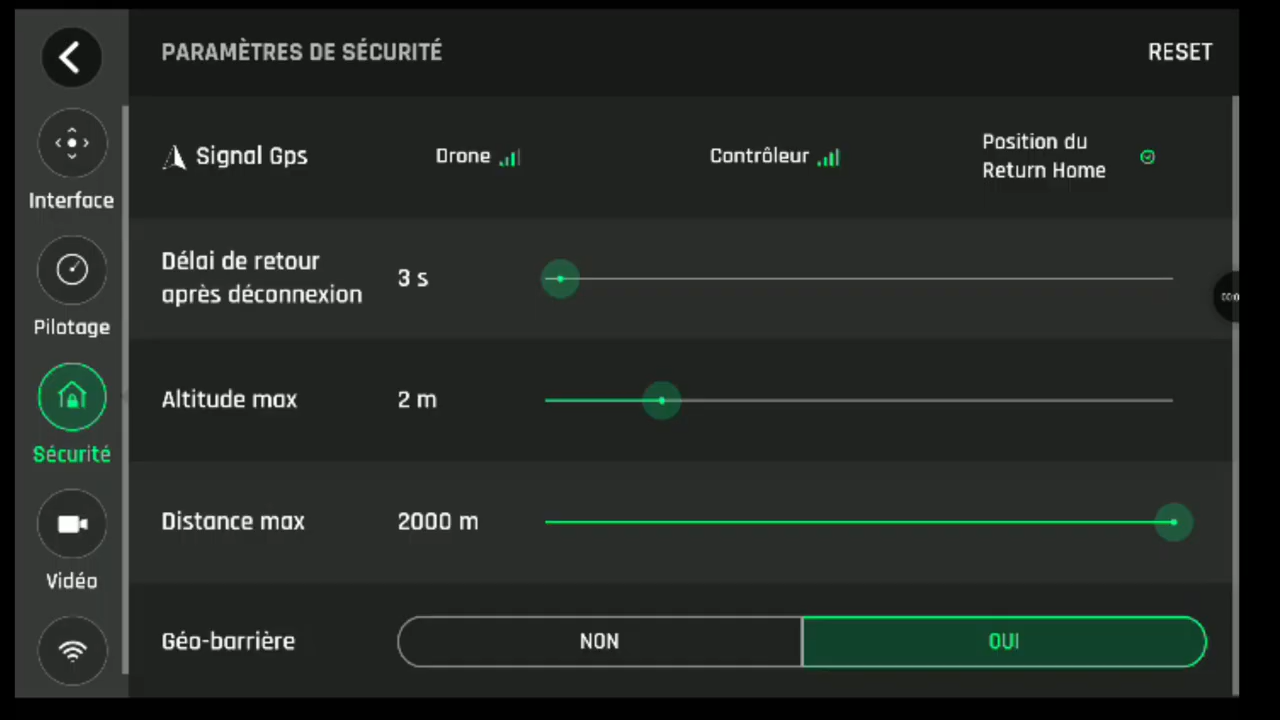 PARAMÈTRES DE SÉCURITÉ
RESET
Signal Gps
Drone
Contrôleur
Position du
Return Home
Interface
Délai de retour
après déconnexion
3 s
Pilotage
Altitude max
2 m
Sécurité
Distance max
2000 m
Vidéo
Géo-barrière
NON
OUI